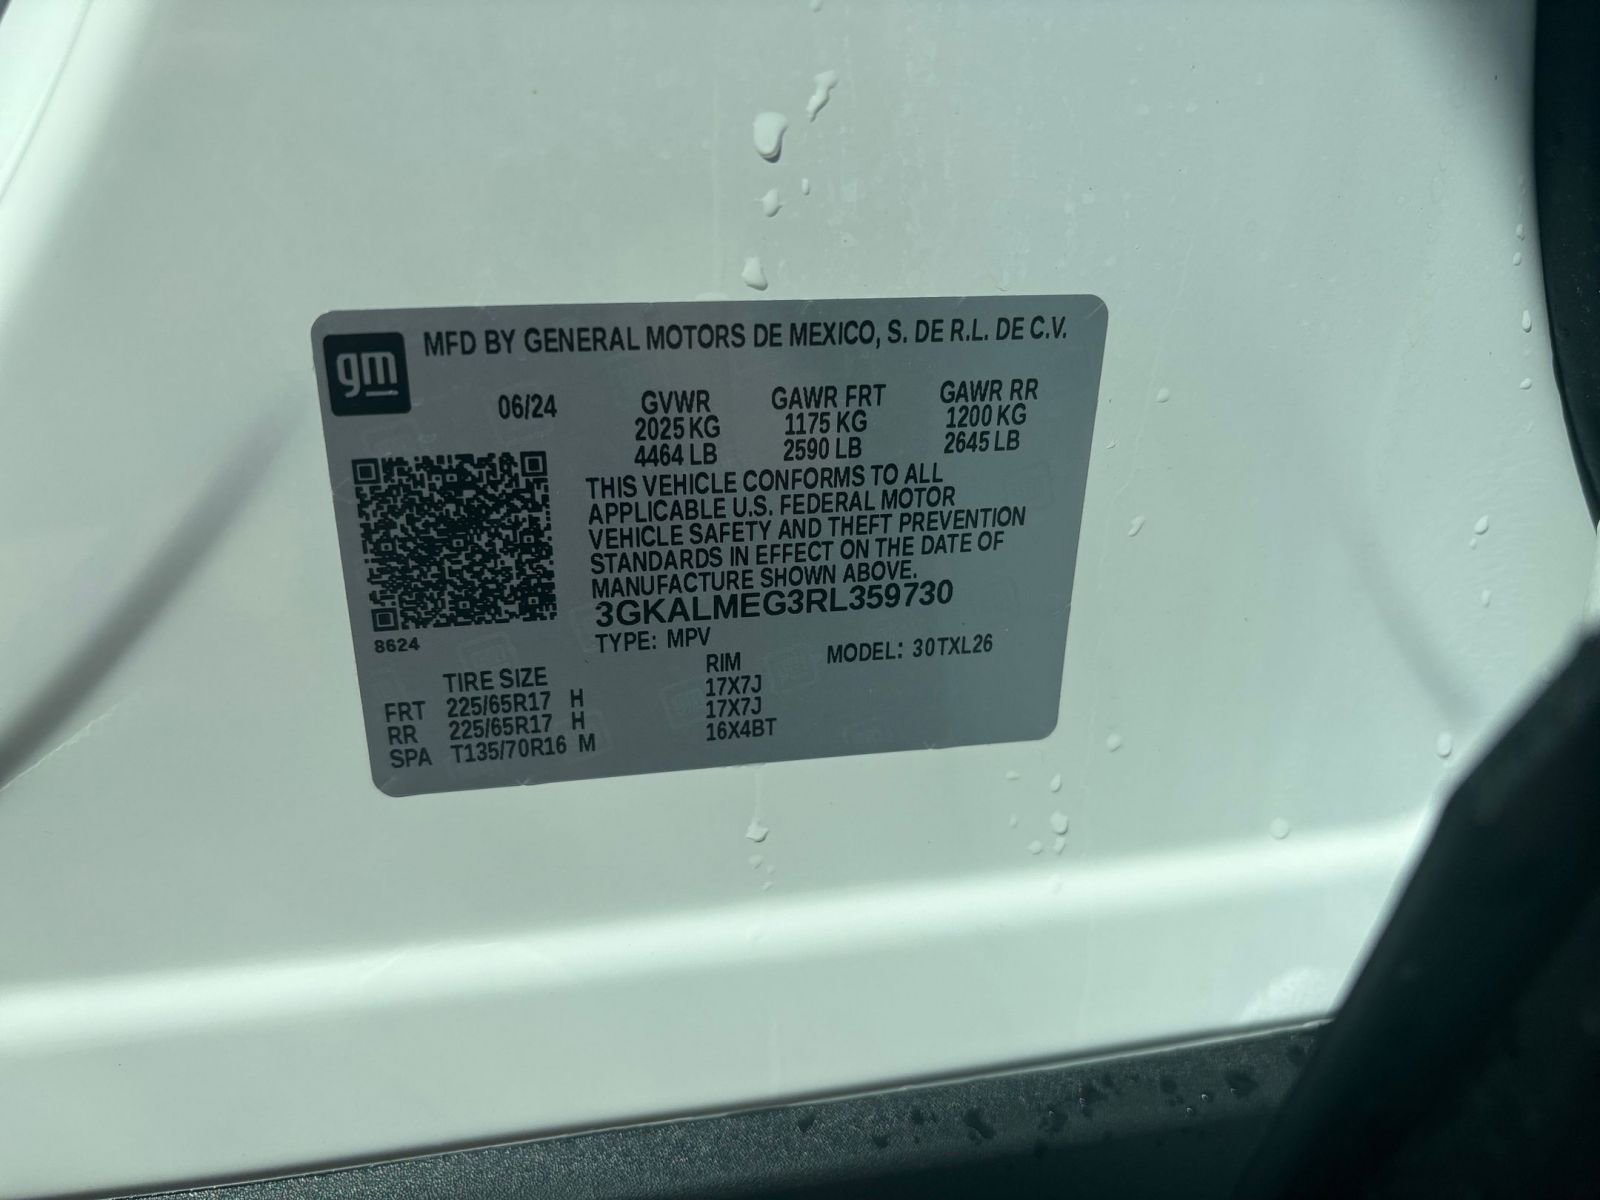 gm
MFD BY GENERAL MOTORS DE MEXICO, S. DE R.L. DE C.V.
06/24 GVWR GAWR FRT GAWR RR
2025 KG 1175 KG 1200 KG
4464 LB 2590 LB 2645 LB
THIS VEHICLE CONFORMS TO ALL
APPLICABLE U.S. FEDERAL MOTOR
VEHICLE SAFETY AND THEFT PREVENTION
STANDARDS IN EFFECT ON THE DATE OF
MANUFACTURE SHOWN ABOVE.
3GKALMEG3RL359730
8624
TYPE: MPV MODEL: 30TXL26
TIRE SIZE RIM
FRT 225/65R17 H 17X7J
RR 225/65R17 H 17X7J
SPA T135/70R16 M 16X4BT